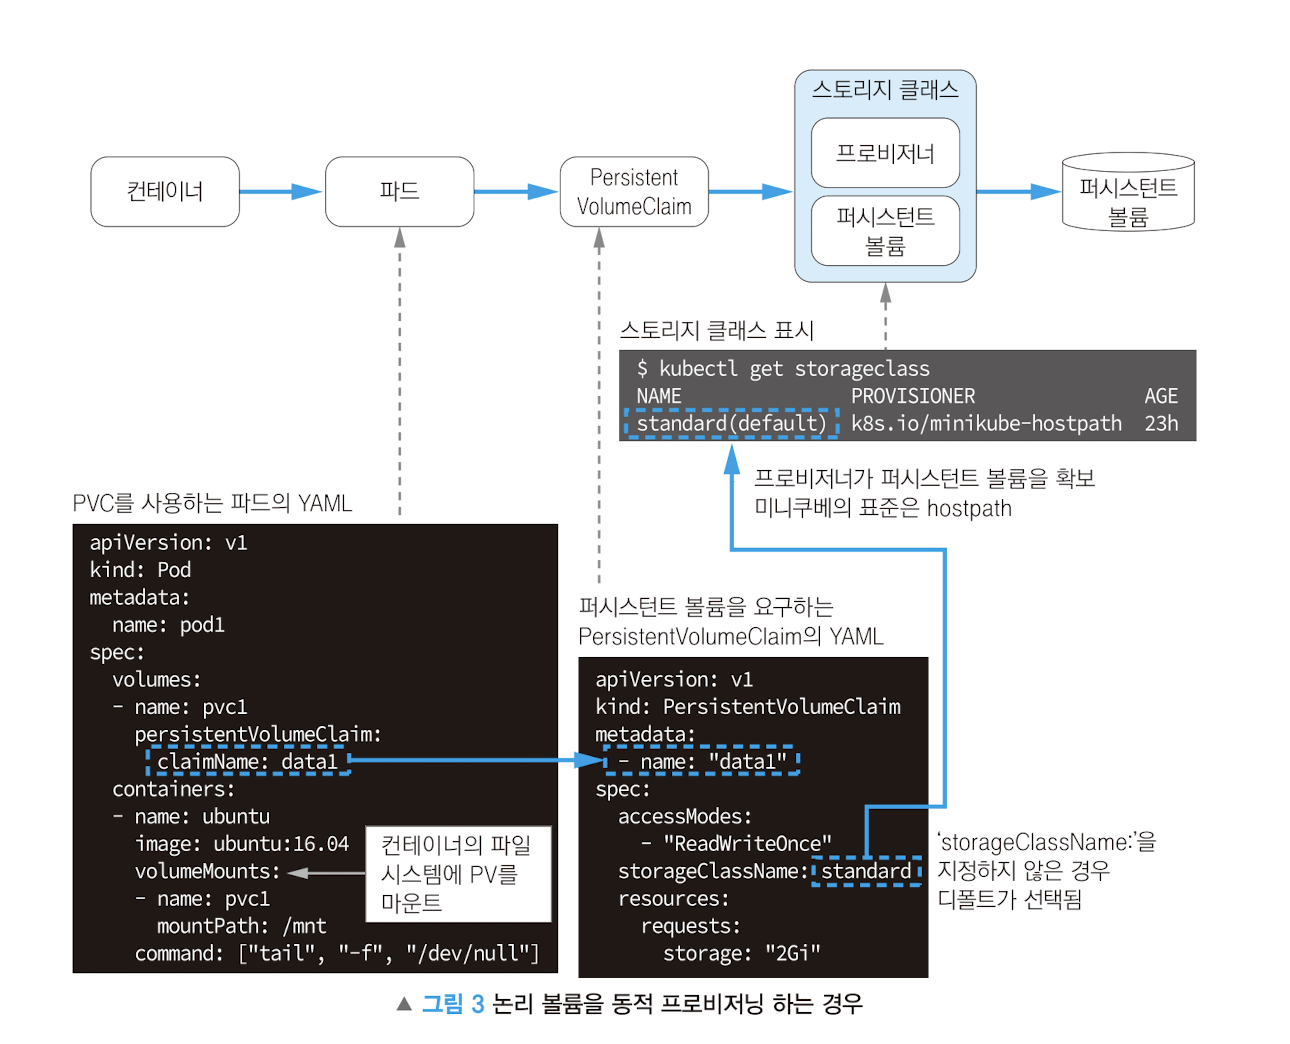 스토리지 클래스
컨테이너
파드
Persistent
VolumeClaim
프로비저너
퍼시스턴트
볼륨
퍼시스턴트
볼륨
스토리지 클래스 표시
$ kubectl get storageclass
NAME PROVISIONER AGE
standard(default) k8s.io/minikube-hostpath 23h
프로비저너가 퍼시스턴트 볼륨을 확보
미니쿠베의 표준은 hostpath
PVC를 사용하는 파드의 YAML
apiVersion: v1
kind: Pod
metadata:
  name: pod1
spec:
  volumes:
  - name: pvc1
    persistentVolumeClaim:
      claimName: data1
  containers:
  - name: ubuntu
    image: ubuntu:16.04
    volumeMounts:
    - name: pvc1
      mountPath: /mnt
    command: ["tail", "-f", "/dev/null"]
컨테이너의 파일
시스템에 PV를
마운트
퍼시스턴트 볼륨을 요구하는
PersistentVolumeClaim의 YAML
apiVersion: v1
kind: PersistentVolumeClaim
metadata:
  - name: "data1"
spec:
  accessModes:
    - "ReadWriteOnce"
  storageClassName: standard
  resources:
    requests:
      storage: "2Gi"
‘storageClassName:’을
지정하지 않은 경우
디폴트가 선택됨
▲ 그림 3 논리 볼륨을 동적 프로비저닝 하는 경우